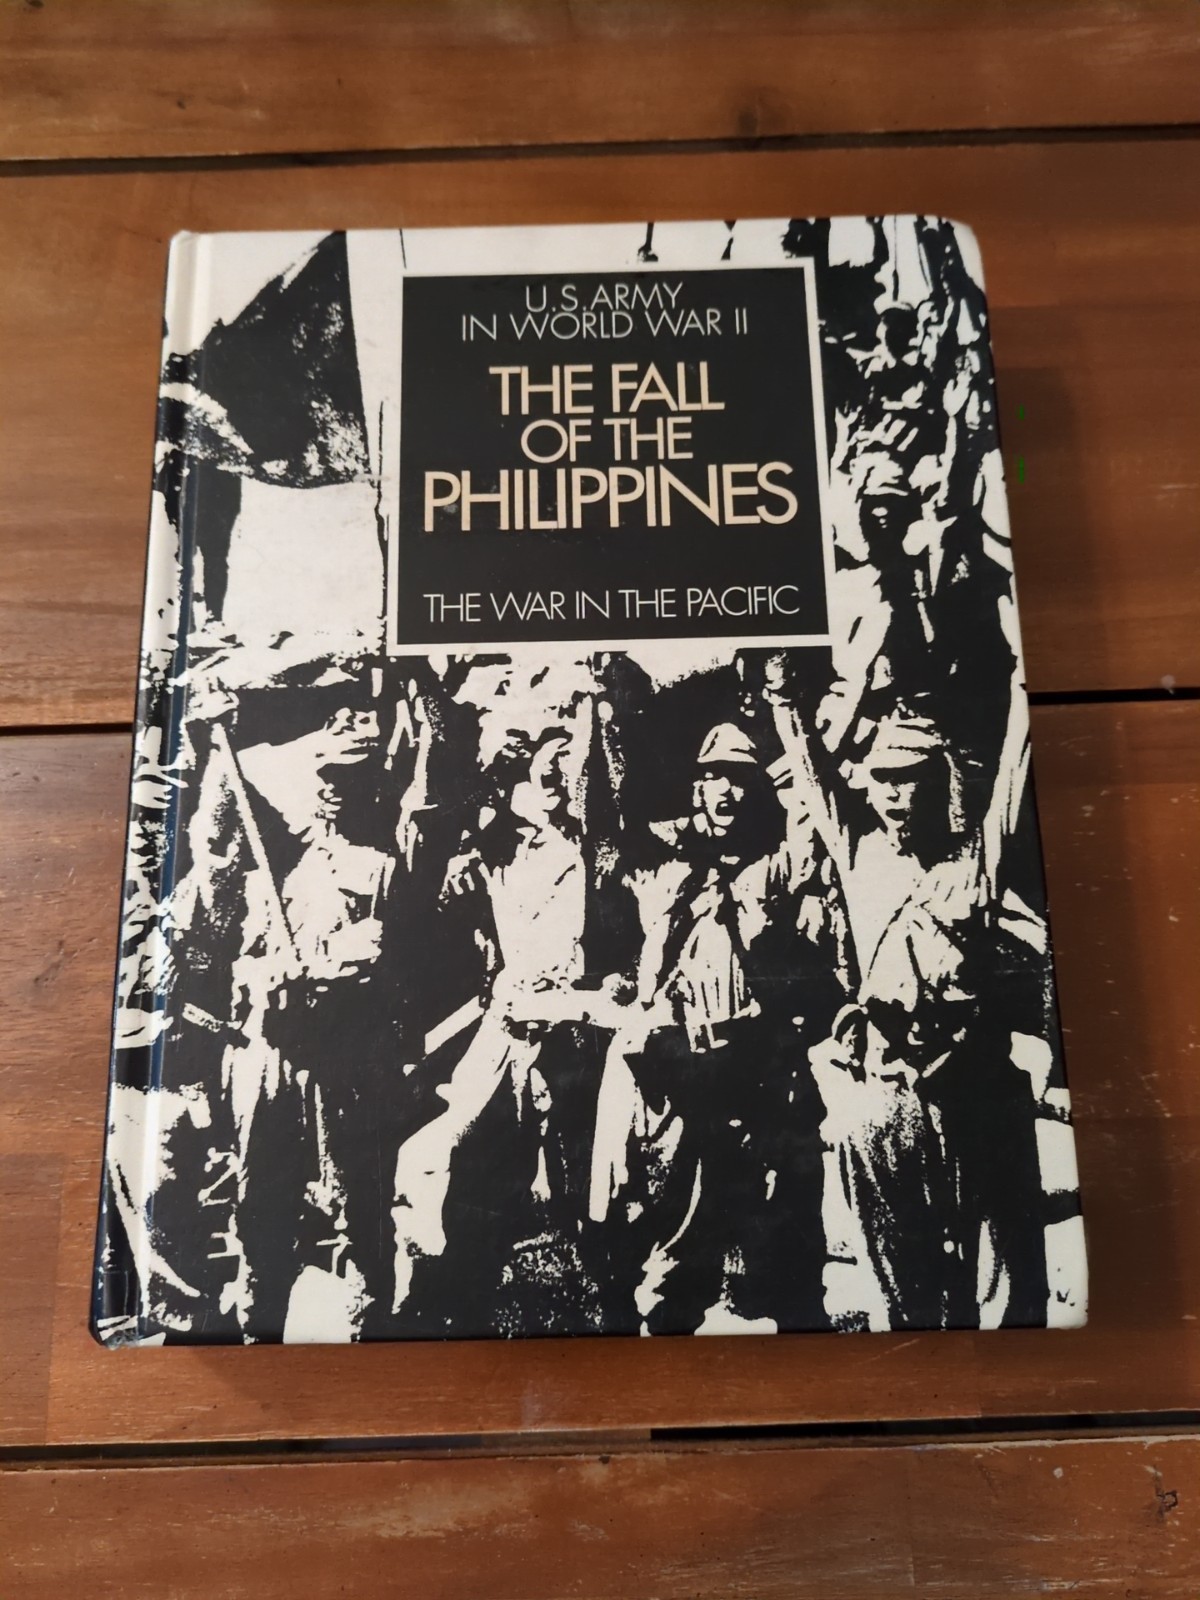 U.S. ARMY
IN WORLD WAR II
THE FALL
OF THE
PHILIPPINES
THE WAR IN THE PACIFIC